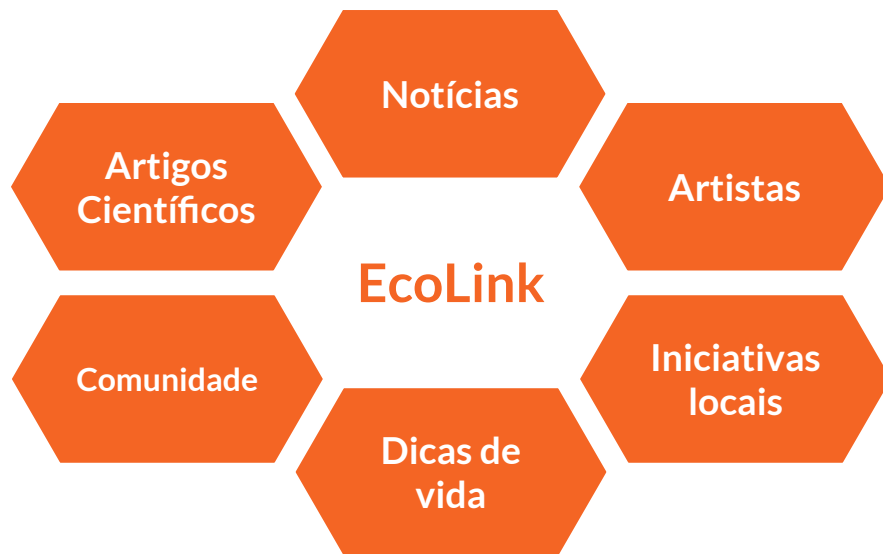 Notícias
Artigos
Científicos
Artistas
EcoLink
Comunidade
Iniciativas
locais
Dicas de
vida